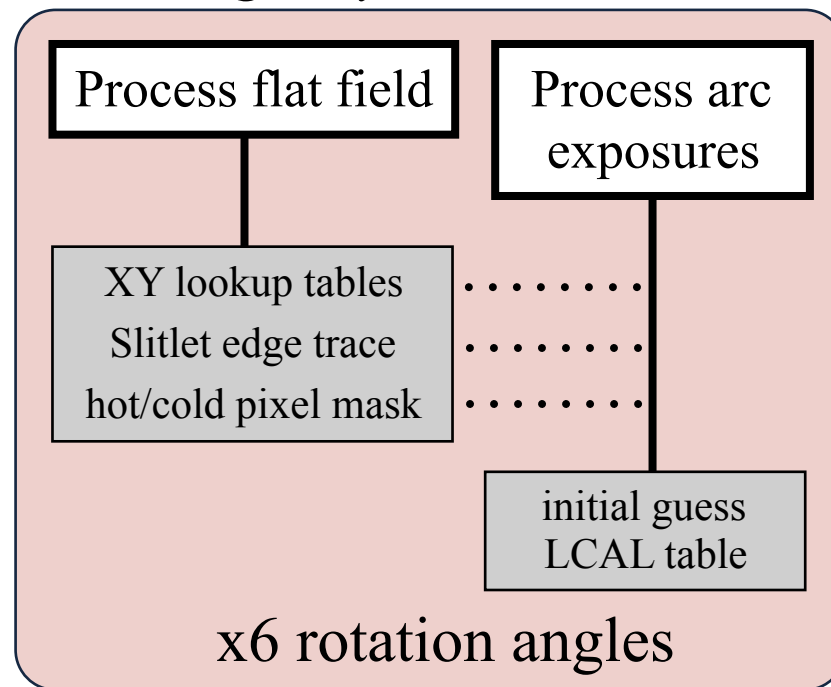 Process flat field
Process arc
exposures
XY lookup tables
Slitlet edge trace
hot/cold pixel mask
initial guess
LCAL table
x6 rotation angles